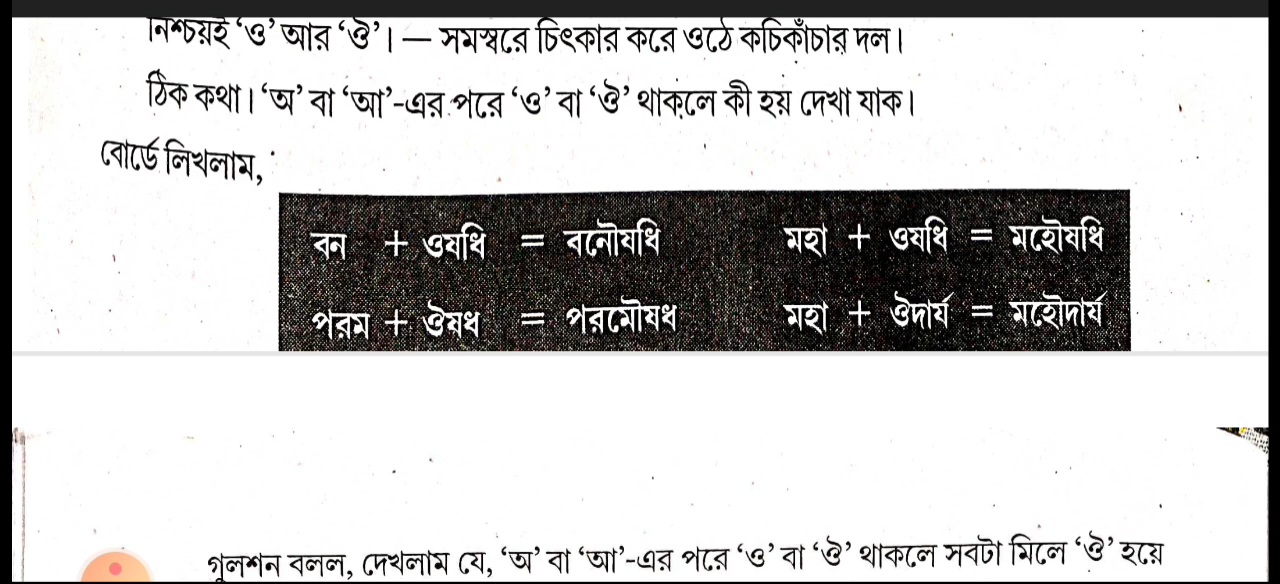 নিশ্চয়ই ‘ও’ আর ‘ঔ’। — সমস্বরে চিৎকার করে ওঠে কচিকাঁচার দল।
ঠিক কথা। ‘অ’ বা ‘আ’-এর পরে ‘ও’ বা ‘ঔ’ থাকলে কী হয় দেখা যাক।
বোর্ডে লিখলাম,
বন + ওষধি = বনৌষধি মহা + ওষধি = মহৌষধি
পরম + ঔষধ = পরমৌষধ মহা + ঔদার্য = মহৌদার্য
গুলশন বলল, দেখলাম যে, ‘অ’ বা ‘আ’-এর পরে ‘ও’ বা ‘ঔ’ থাকলে সবটা মিলে ‘ঔ’ হয়ে